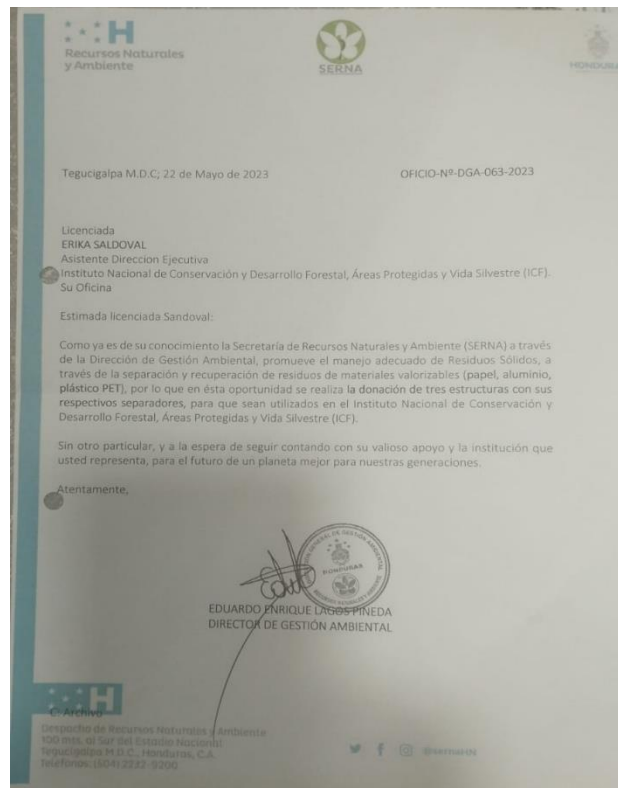 H
Recursos Naturales
y Ambiente
SERNA
HONDURAS
Tegucigalpa M.D.C; 22 de Mayo de 2023
OFICIO-Nº-DGA-063-2023
Licenciada
ERIKA SALDOVAL
Asistente Direccion Ejecutiva
Instituto Nacional de Conservación y Desarrollo Forestal, Áreas Protegidas y Vida Silvestre (ICF).
Su Oficina
Estimada licenciada Sandoval:
Como ya es de su conocimiento la Secretaría de Recursos Naturales y Ambiente (SERNA) a través
de la Dirección de Gestión Ambiental, promueve el manejo adecuado de Residuos Sólidos, a
través de la separación y recuperación de residuos de materiales valorizables (papel, aluminio,
plástico PET), por lo que en ésta oportunidad se realiza la donación de tres estructuras con sus
respectivos separadores, para que sean utilizados en el Instituto Nacional de Conservación y
Desarrollo Forestal, Áreas Protegidas y Vida Silvestre (ICF).
Sin otro particular, y a la espera de seguir contando con su valioso apoyo y la institución que
usted representa, para el futuro de un planeta mejor para nuestras generaciones.
Atentamente,
HONDURAS
EDUARDO ENRIQUE LAGOS PINEDA
DIRECTOR DE GESTIÓN AMBIENTAL
H
C: Archivo
Despacho de Recursos Naturales y Ambiente
100 mts. al Sur del Estadio Nacional
Tegucigalpa M.D.C., Honduras, C.A.
Teléfonos: (504) 2232-9200
@sernaHN